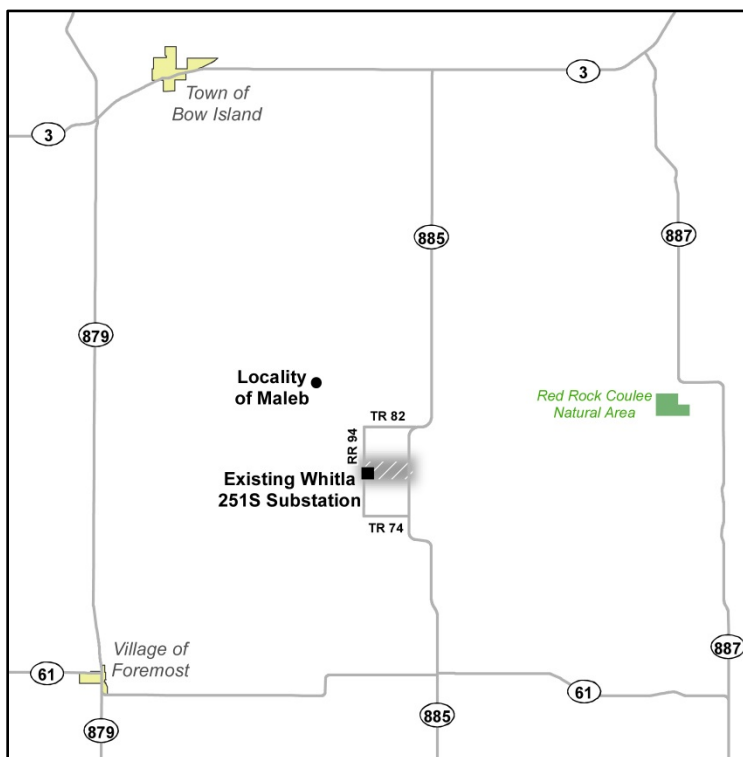 Town of
Bow Island
3
3
885
887
879
Locality
of Maleb
Red Rock Coulee
Natural Area
TR 82
RR 94
Existing Whitla
251S Substation
TR 74
Village of
Foremost
887
61
61
885
879